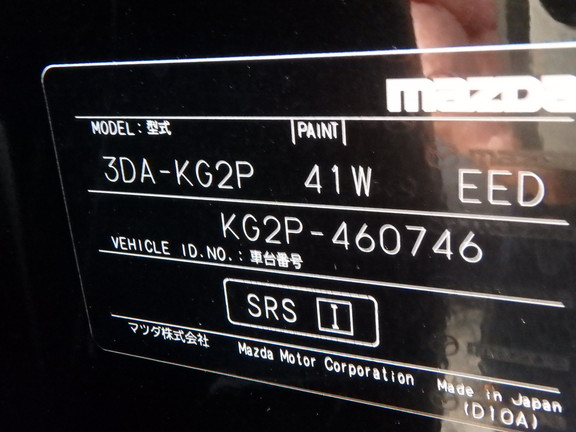 mazda
MODEL：型式 PAINT
3DA-KG2P 41W EED
KG2P-460746
VEHICLE ID.NO.：車台番号
SRS I
マツダ株式会社 Mazda Motor Corporation Made in Japan
(D10A)